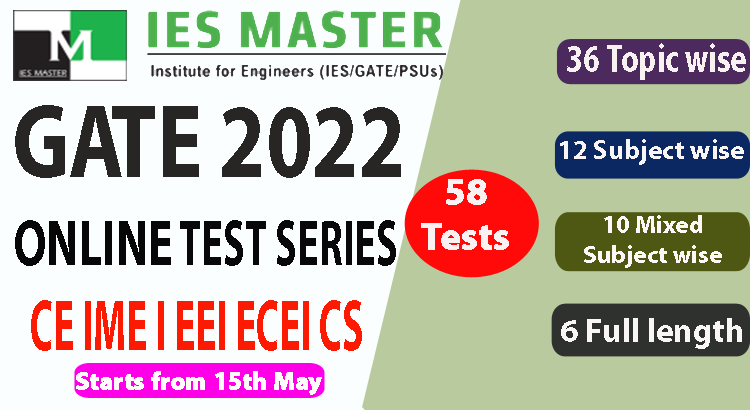 M
IES MASTER
IES MASTER
Institute for Engineers (IES/GATE/PSUs)
GATE 2022
ONLINE TEST SERIES
CE IME I EEI ECEI CS
Starts from 15th May
58
Tests
36 Topic wise
12 Subject wise
10 Mixed
Subject wise
6 Full length